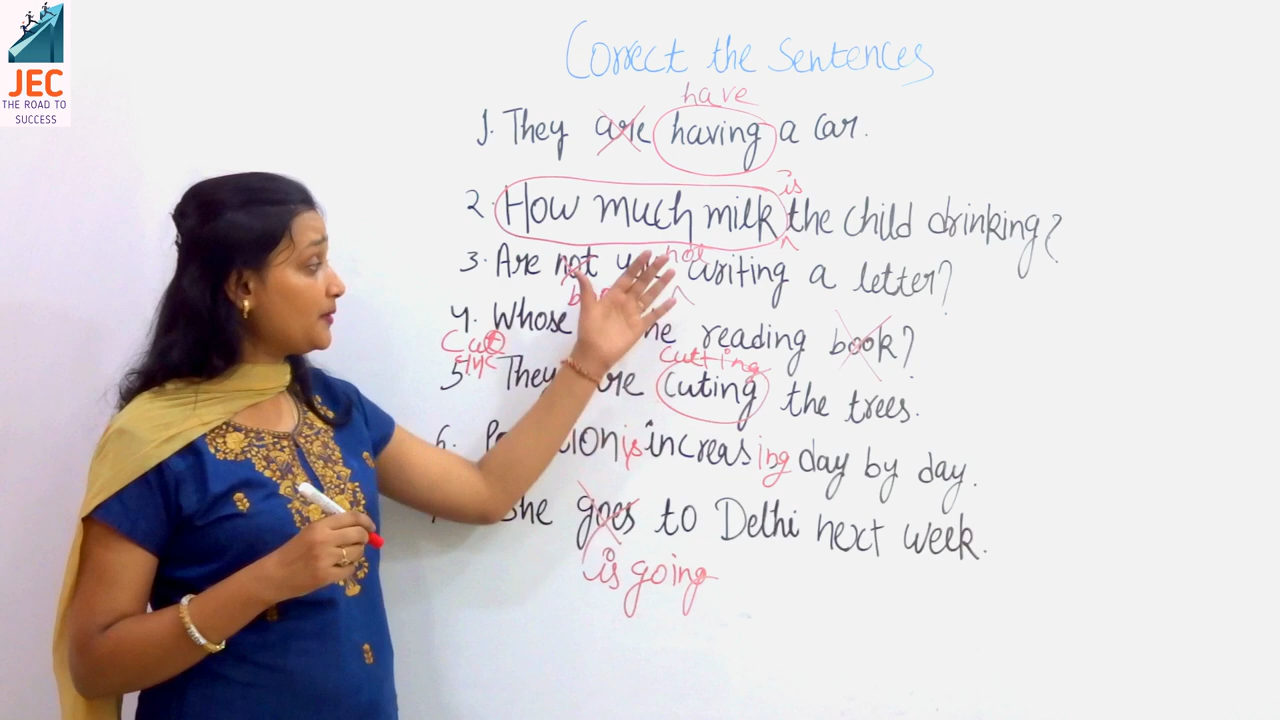 JEC
THE ROAD TO
SUCCESS
Correct the Sentences
have
1. They are having a car.
is
2. How much milk the child drinking?
not
3. Are not writing a letter?
4. Whose reading book?
Cut
cutting
5. They are cuting the trees.
6. is increasing day by day.
She goes to Delhi next week.
is going